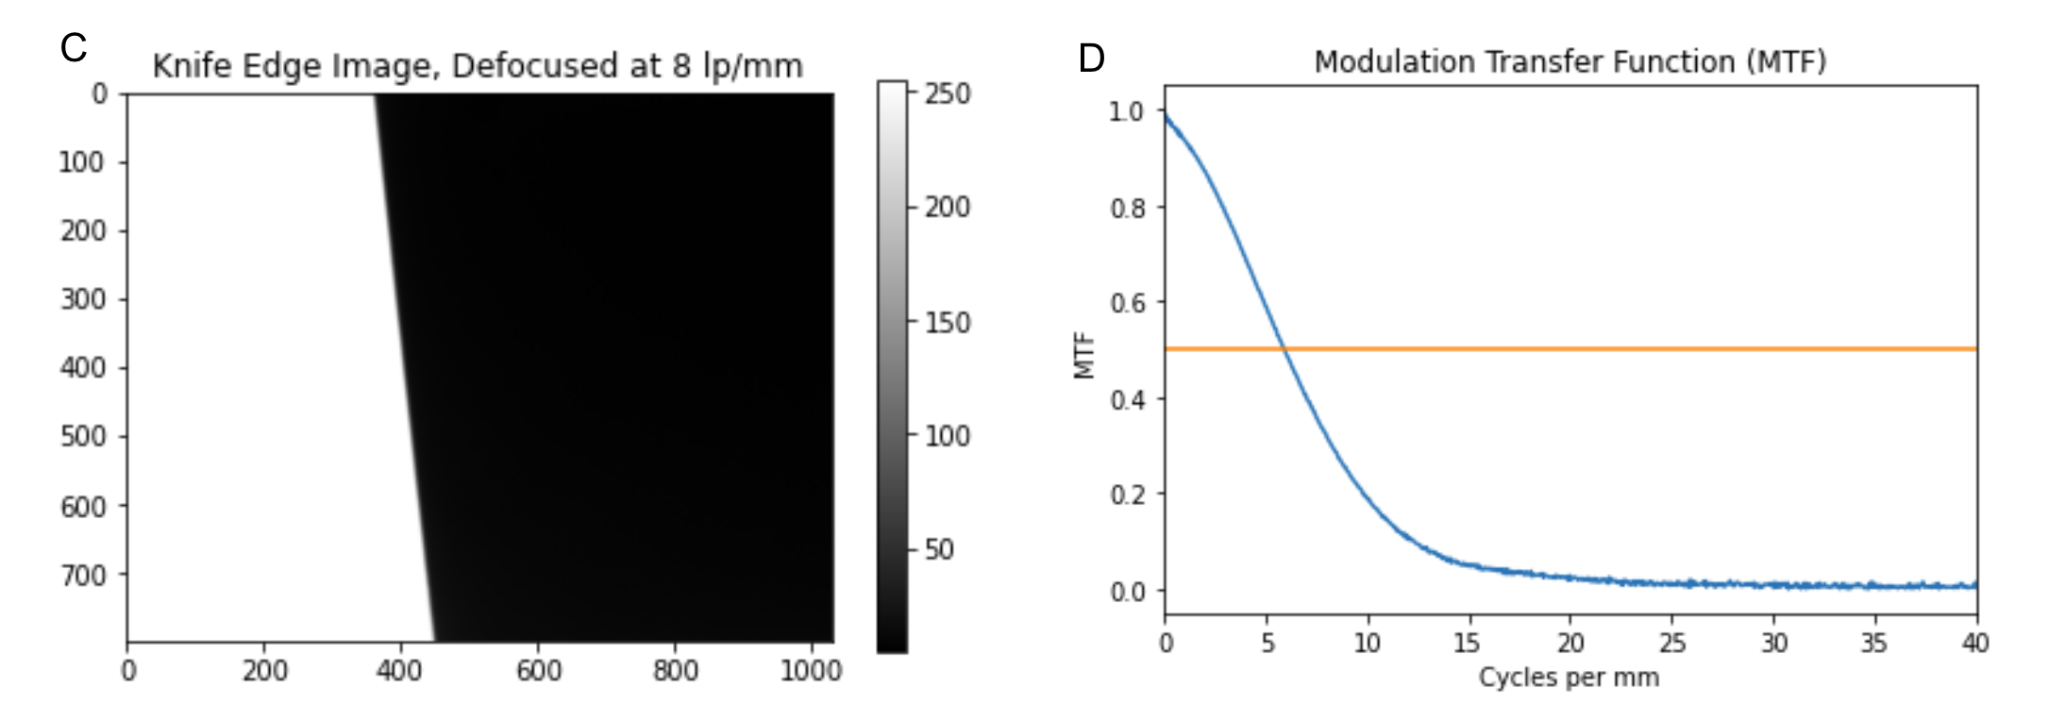 C
Knife Edge Image, Defocused at 8 lp/mm
0
100
200
300
400
500
600
700
0 200 400 600 800 1000
250
200
150
100
50
D
Modulation Transfer Function (MTF)
1.0
0.8
0.6
0.4
0.2
0.0
MTF
0 5 10 15 20 25 30 35 40
Cycles per mm